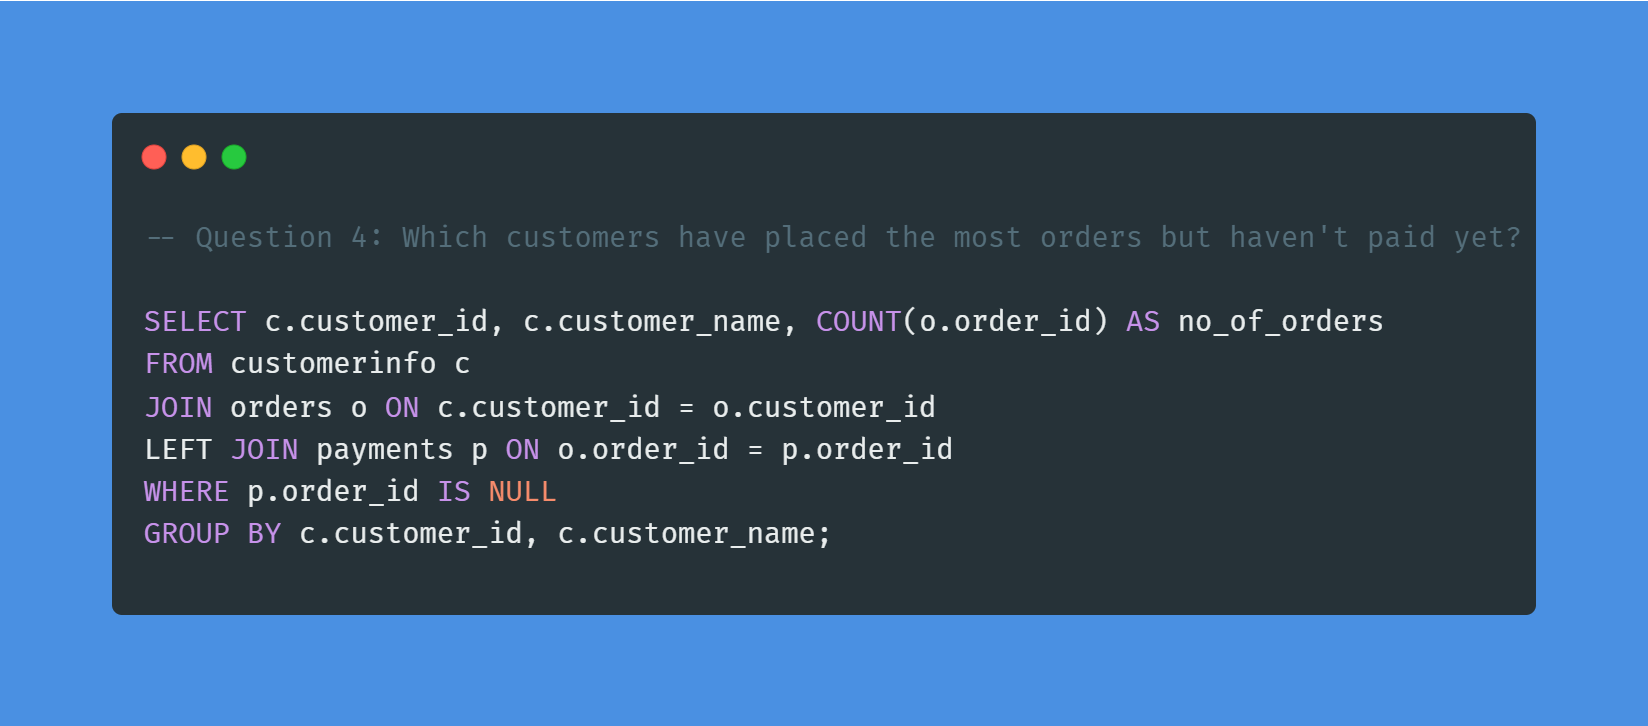 -- Question 4: Which customers have placed the most orders but haven't paid yet?
SELECT c.customer_id, c.customer_name, COUNT(o.order_id) AS no_of_orders
FROM customerinfo c
JOIN orders o ON c.customer_id = o.customer_id
LEFT JOIN payments p ON o.order_id = p.order_id
WHERE p.order_id IS NULL
GROUP BY c.customer_id, c.customer_name;